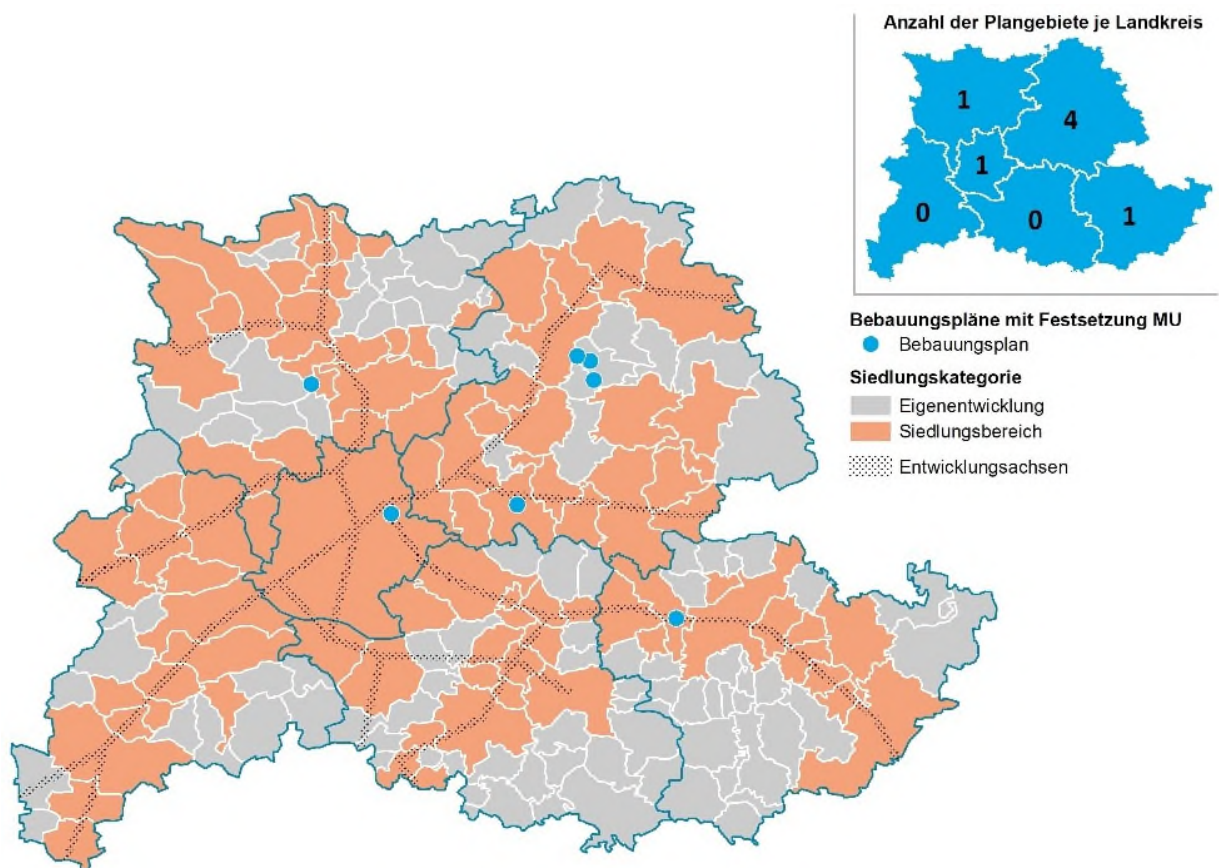 Anzahl der Plangebiete je Landkreis
1
4
1
0
0
1
Bebauungspläne mit Festsetzung MU
Bebauungsplan
Siedlungskategorie
Eigenentwicklung
Siedlungsbereich
Entwicklungsachsen